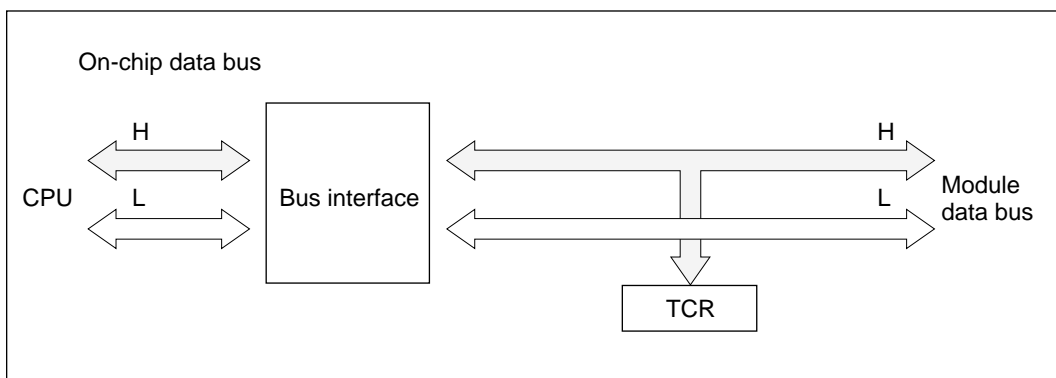 On-chip data bus
H
H
CPU
L
Bus interface
L
Module
data bus
TCR